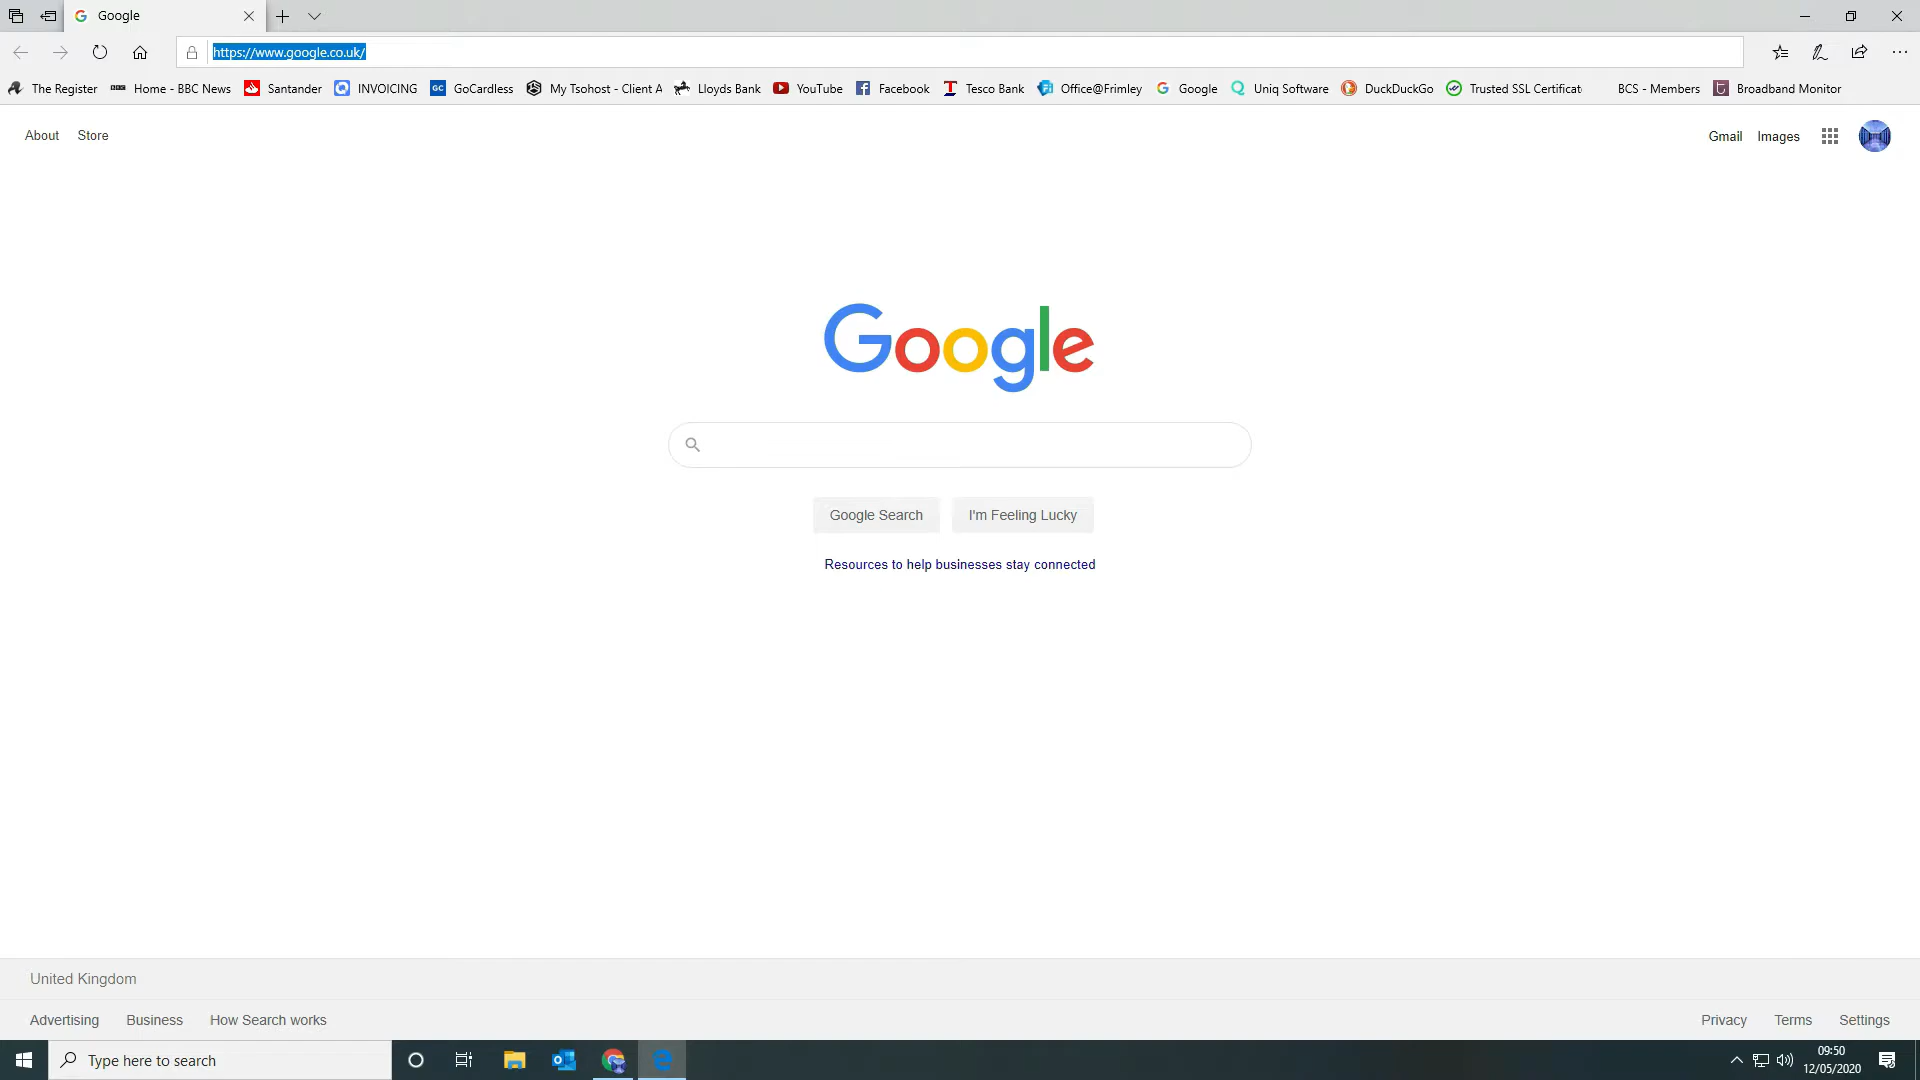 Google
https://www.google.co.uk/
The Register BBC Home - BBC News Santander INVOICING GC GoCardless My Tsohost - Client A Lloyds Bank YouTube Facebook Tesco Bank Office@Frimley Google Uniq Software DuckDuckGo Trusted SSL Certificat BCS - Members Broadband Monitor
About Store Gmail Images
Google
Google Search I'm Feeling Lucky
Resources to help businesses stay connected
United Kingdom
Advertising Business How Search works Privacy Terms Settings
Type here to search
09:50
12/05/2020